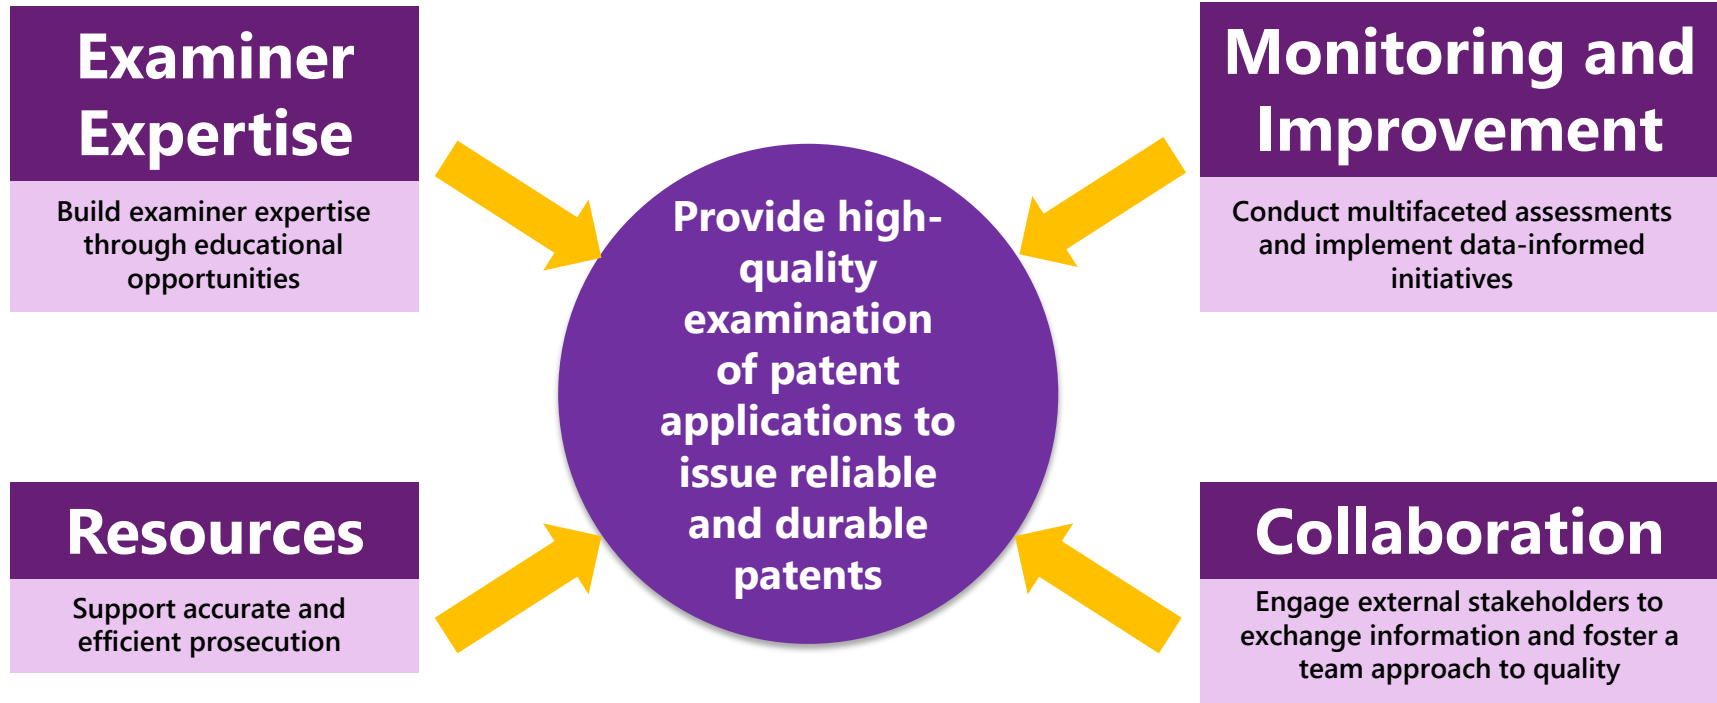 Examiner
Expertise
Build examiner expertise
through educational
opportunities
Monitoring and
Improvement
Conduct multifaceted assessments
and implement data-informed
initiatives
Provide high-
quality
examination
of patent
applications to
issue reliable
and durable
patents
Resources
Support accurate and
efficient prosecution
Collaboration
Engage external stakeholders to
exchange information and foster a
team approach to quality